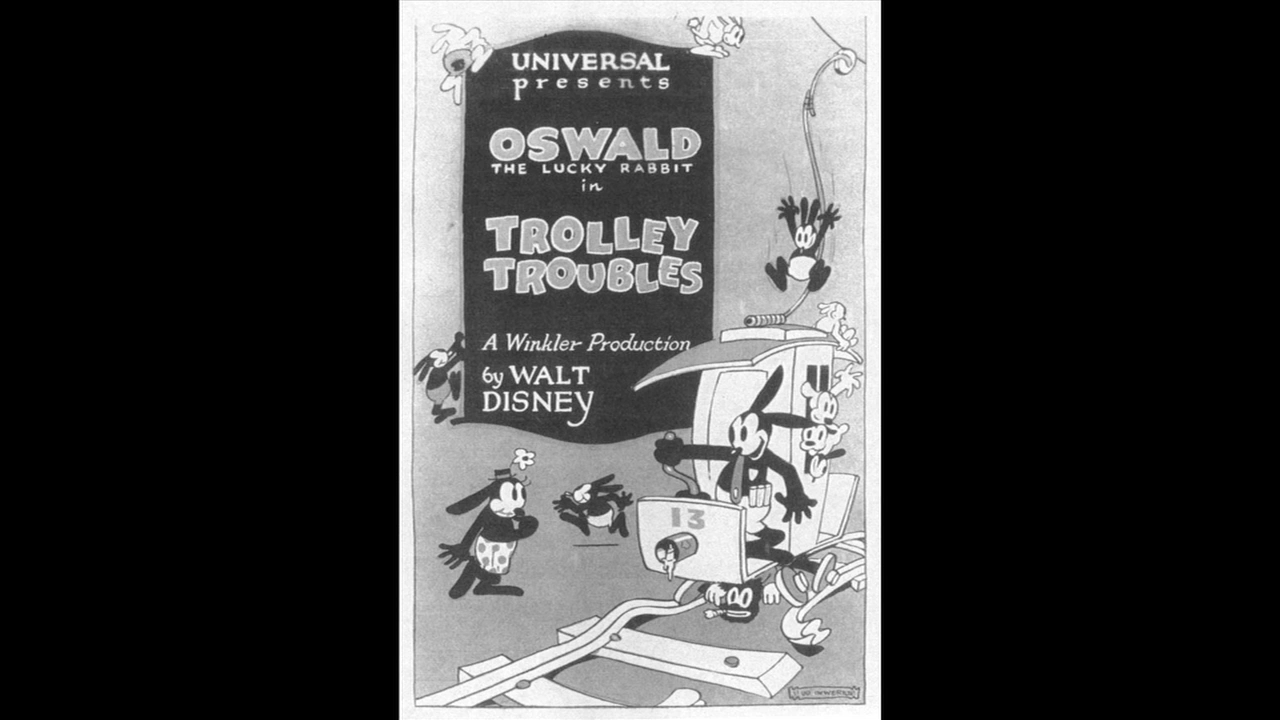 UNIVERSAL
presents
OSWALD
THE LUCKY RABBIT
in
TROLLEY
TROUBLES
A Winkler Production
by WALT
DISNEY
13